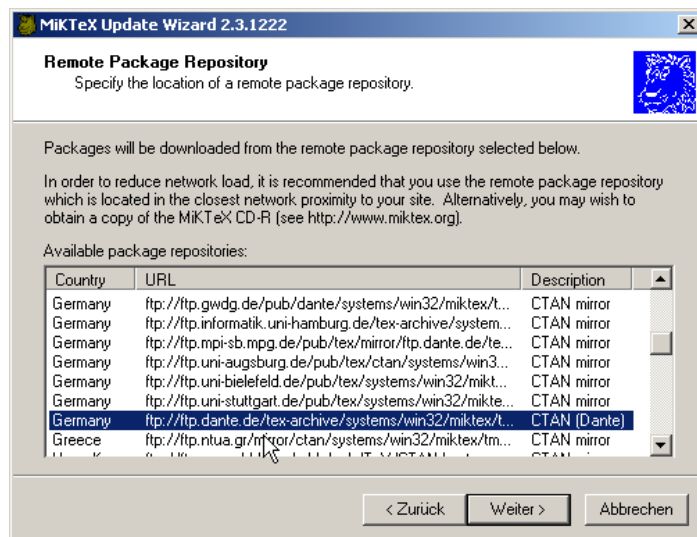 MiKTeX Update Wizard 2.3.1222
Remote Package Repository
Specify the location of a remote package repository.
Packages will be downloaded from the remote package repository selected below.
In order to reduce network load, it is recommended that you use the remote package repository
which is located in the closest network proximity to your site. Alternatively, you may wish to
obtain a copy of the MiKTeX CD-R (see http://www.miktex.org).
Available package repositories:
Country URL Description
Germany ftp://ftp.gwdg.de/pub/dante/systems/win32/miktex/t... CTAN mirror
Germany ftp://ftp.informatik.uni-hamburg.de/tex-archive/system... CTAN mirror
Germany ftp://ftp.mpi-sb.mpg.de/pub/tex/mirror/ftp.dante.de/te... CTAN mirror
Germany ftp://ftp.uni-augsburg.de/pub/tex/ctan/systems/win3... CTAN mirror
Germany ftp://ftp.uni-bielefeld.de/pub/tex/systems/win32/mikt... CTAN mirror
Germany ftp://ftp.uni-stuttgart.de/pub/tex/systems/win32/mikte... CTAN mirror
Germany ftp://ftp.dante.de/tex-archive/systems/win32/miktex/t... CTAN (Dante)
Greece ftp://ftp.ntua.gr/mirror/ctan/systems/win32/miktex/tm... CTAN mirror
< Zurück Weiter > Abbrechen